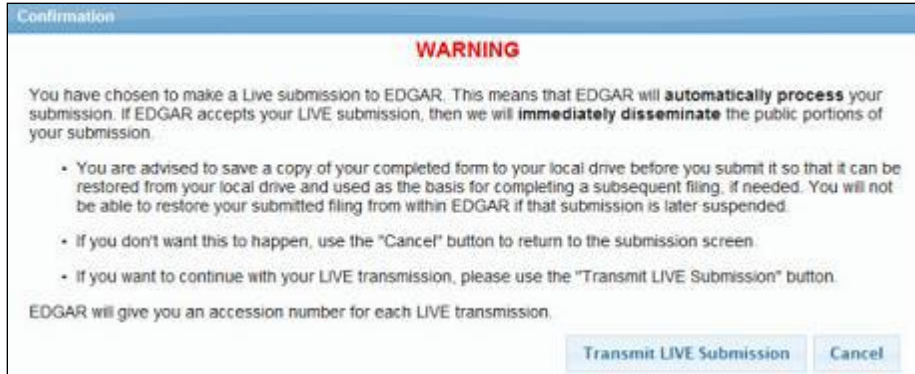 Confirmation
WARNING
You have chosen to make a Live submission to EDGAR. This means that EDGAR will automatically process your
submission. If EDGAR accepts your LIVE submission, then we will immediately disseminate the public portions of
your submission.
• You are advised to save a copy of your completed form to your local drive before you submit it so that it can be
restored from your local drive and used as the basis for completing a subsequent filing, if needed. You will not
be able to restore your submitted filing from within EDGAR if that submission is later suspended.
• If you don't want this to happen, use the "Cancel" button to return to the submission screen.
• If you want to continue with your LIVE transmission, please use the "Transmit LIVE Submission" button.
EDGAR will give you an accession number for each LIVE transmission.
Transmit LIVE Submission Cancel